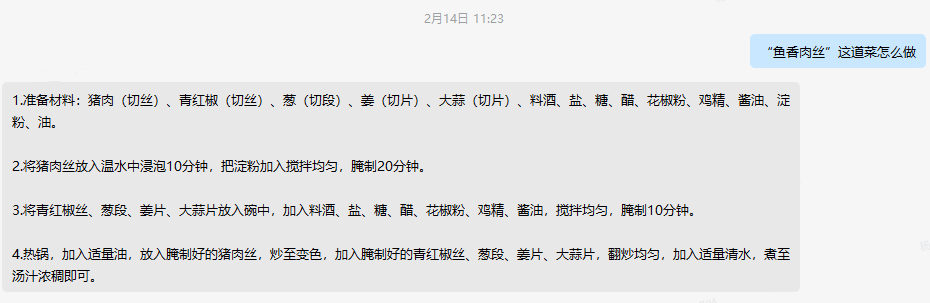 2月14日 11:23
“鱼香肉丝”这道菜怎么做
1.准备材料：猪肉（切丝）、青红椒（切丝）、葱（切段）、姜（切片）、大蒜（切片）、料酒、盐、糖、醋、花椒粉、鸡精、酱油、淀
粉、油。
2.将猪肉丝放入温水中浸泡10分钟，把淀粉加入搅拌均匀，腌制20分钟。
3.将青红椒丝、葱段、姜片、大蒜片放入碗中，加入料酒、盐、糖、醋、花椒粉、鸡精、酱油，搅拌均匀，腌制10分钟。
4.热锅，加入适量油，放入腌制好的猪肉丝，炒至变色，加入腌制好的青红椒丝、葱段、姜片、大蒜片，翻炒均匀，加入适量清水，煮至
汤汁浓稠即可。